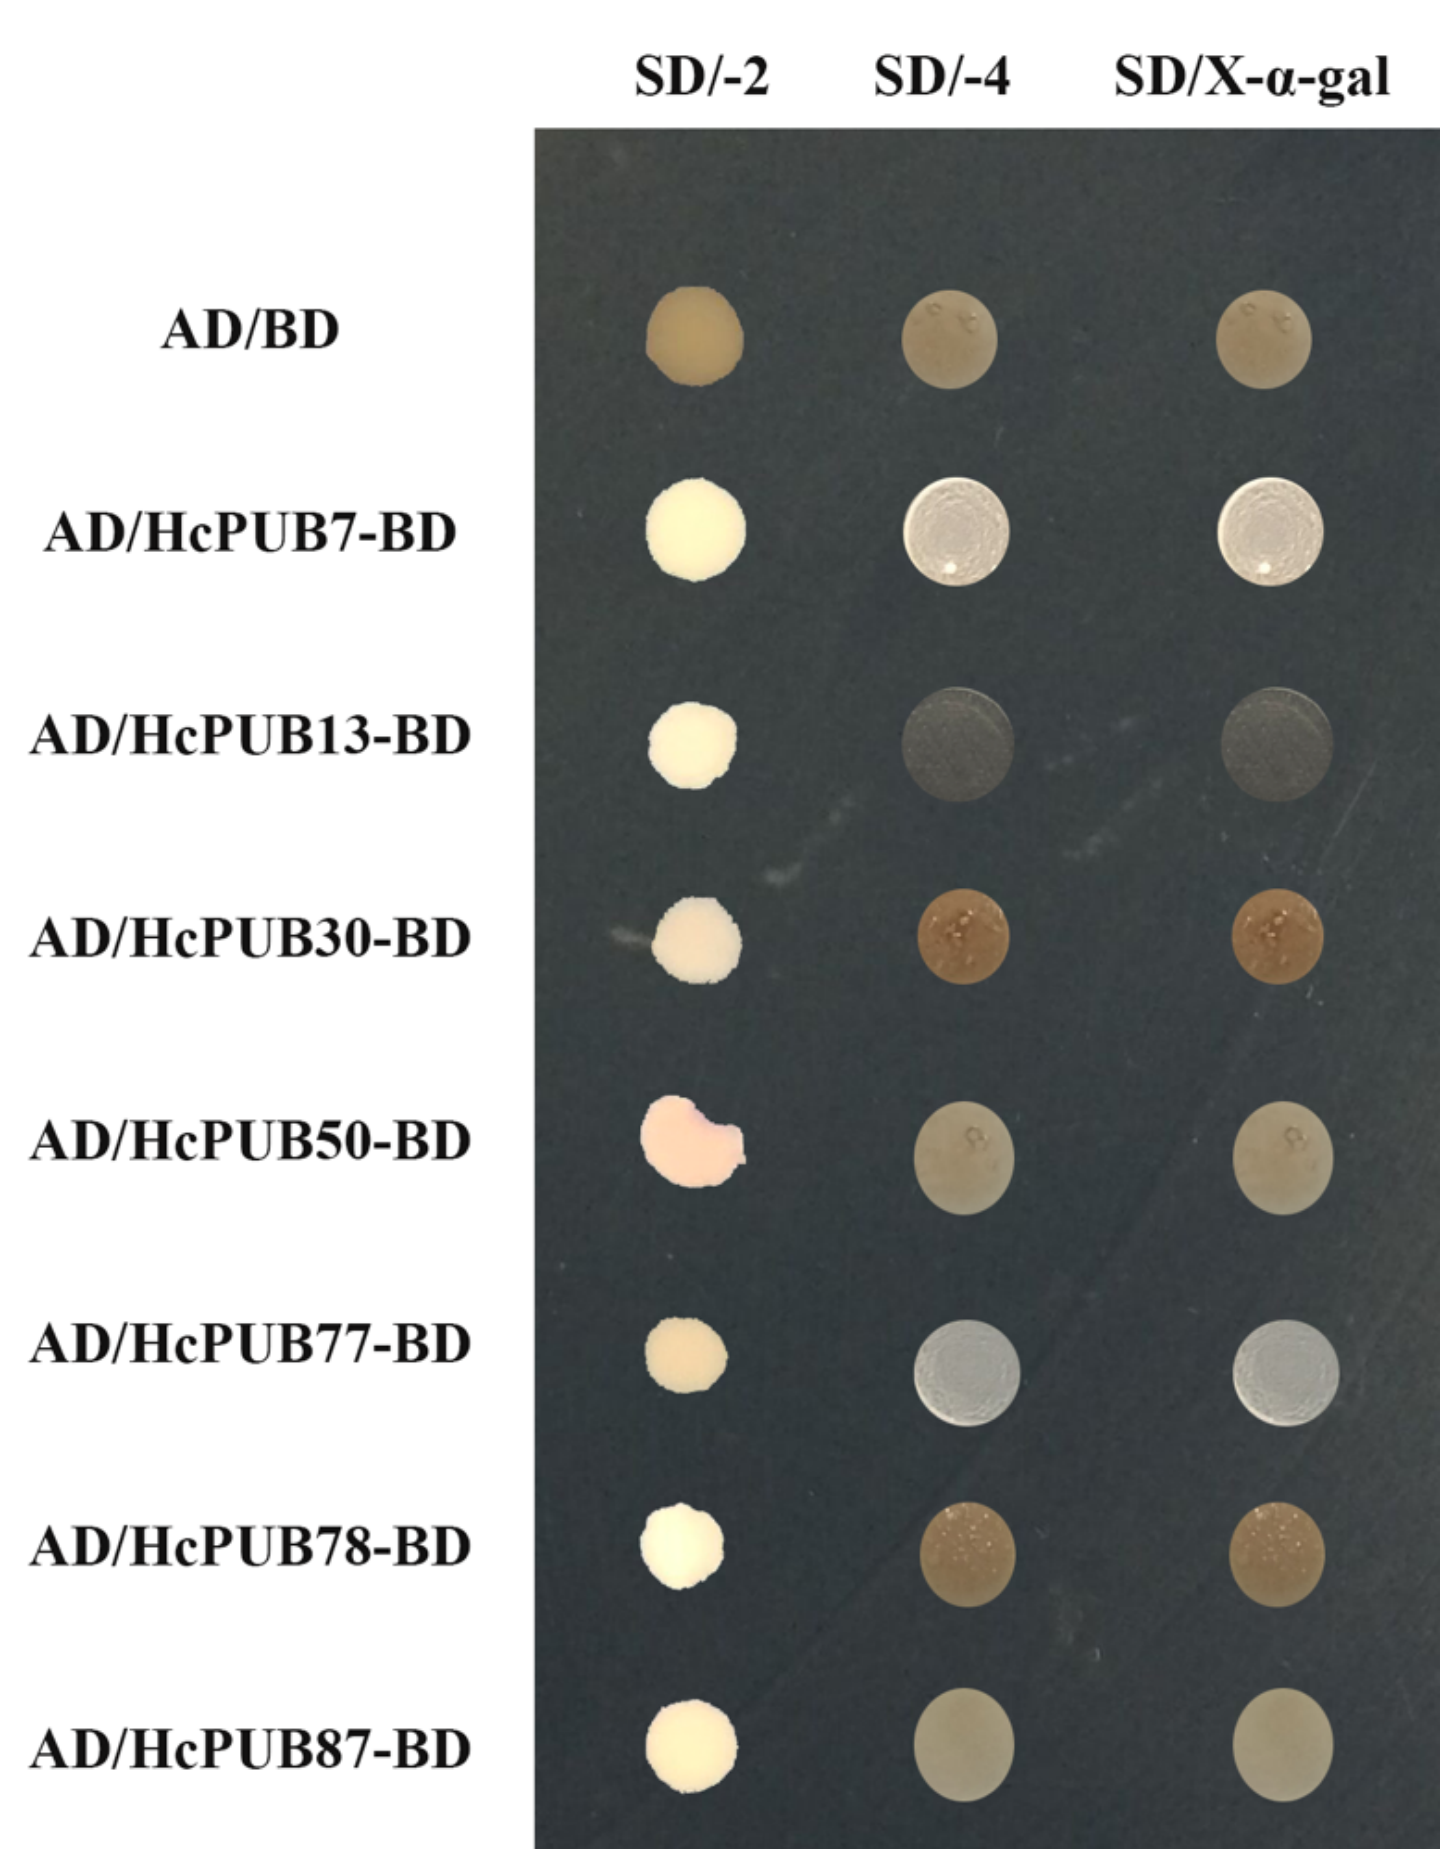 SD/-2 SD/-4 SD/X-α-gal
AD/BD
AD/HcPUB7-BD
AD/HcPUB13-BD
AD/HcPUB30-BD
AD/HcPUB50-BD
AD/HcPUB77-BD
AD/HcPUB78-BD
AD/HcPUB87-BD